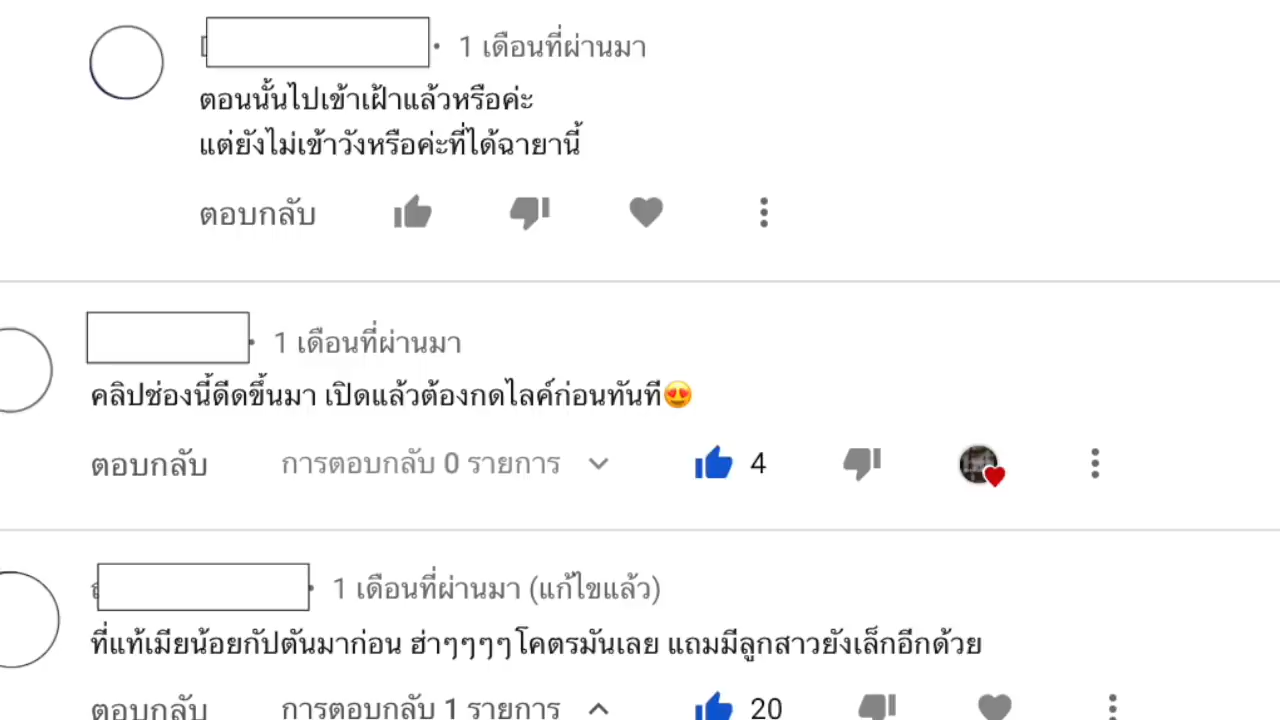 1 เดือนที่ผ่านมา
ตอนนั้นไปเข้าเฝ้าแล้วหรือค่ะ
แต่ยังไม่เข้าวังหรือค่ะที่ได้ฉายานี้
ตอบกลับ
1 เดือนที่ผ่านมา
คลิปช่องนี้ดีดขึ้นมา เปิดแล้วต้องกดไลค์ก่อนทันที😍
ตอบกลับ การตอบกลับ 0 รายการ 4
1 เดือนที่ผ่านมา (แก้ไขแล้ว)
ที่แท้เมียน้อยกัปตันมาก่อน ฮ่าๆๆๆๆโคตรมันเลย แถมมีลูกสาวยังเล็กอีกด้วย
ตอบกลับ การตอบกลับ 1 รายการ 20